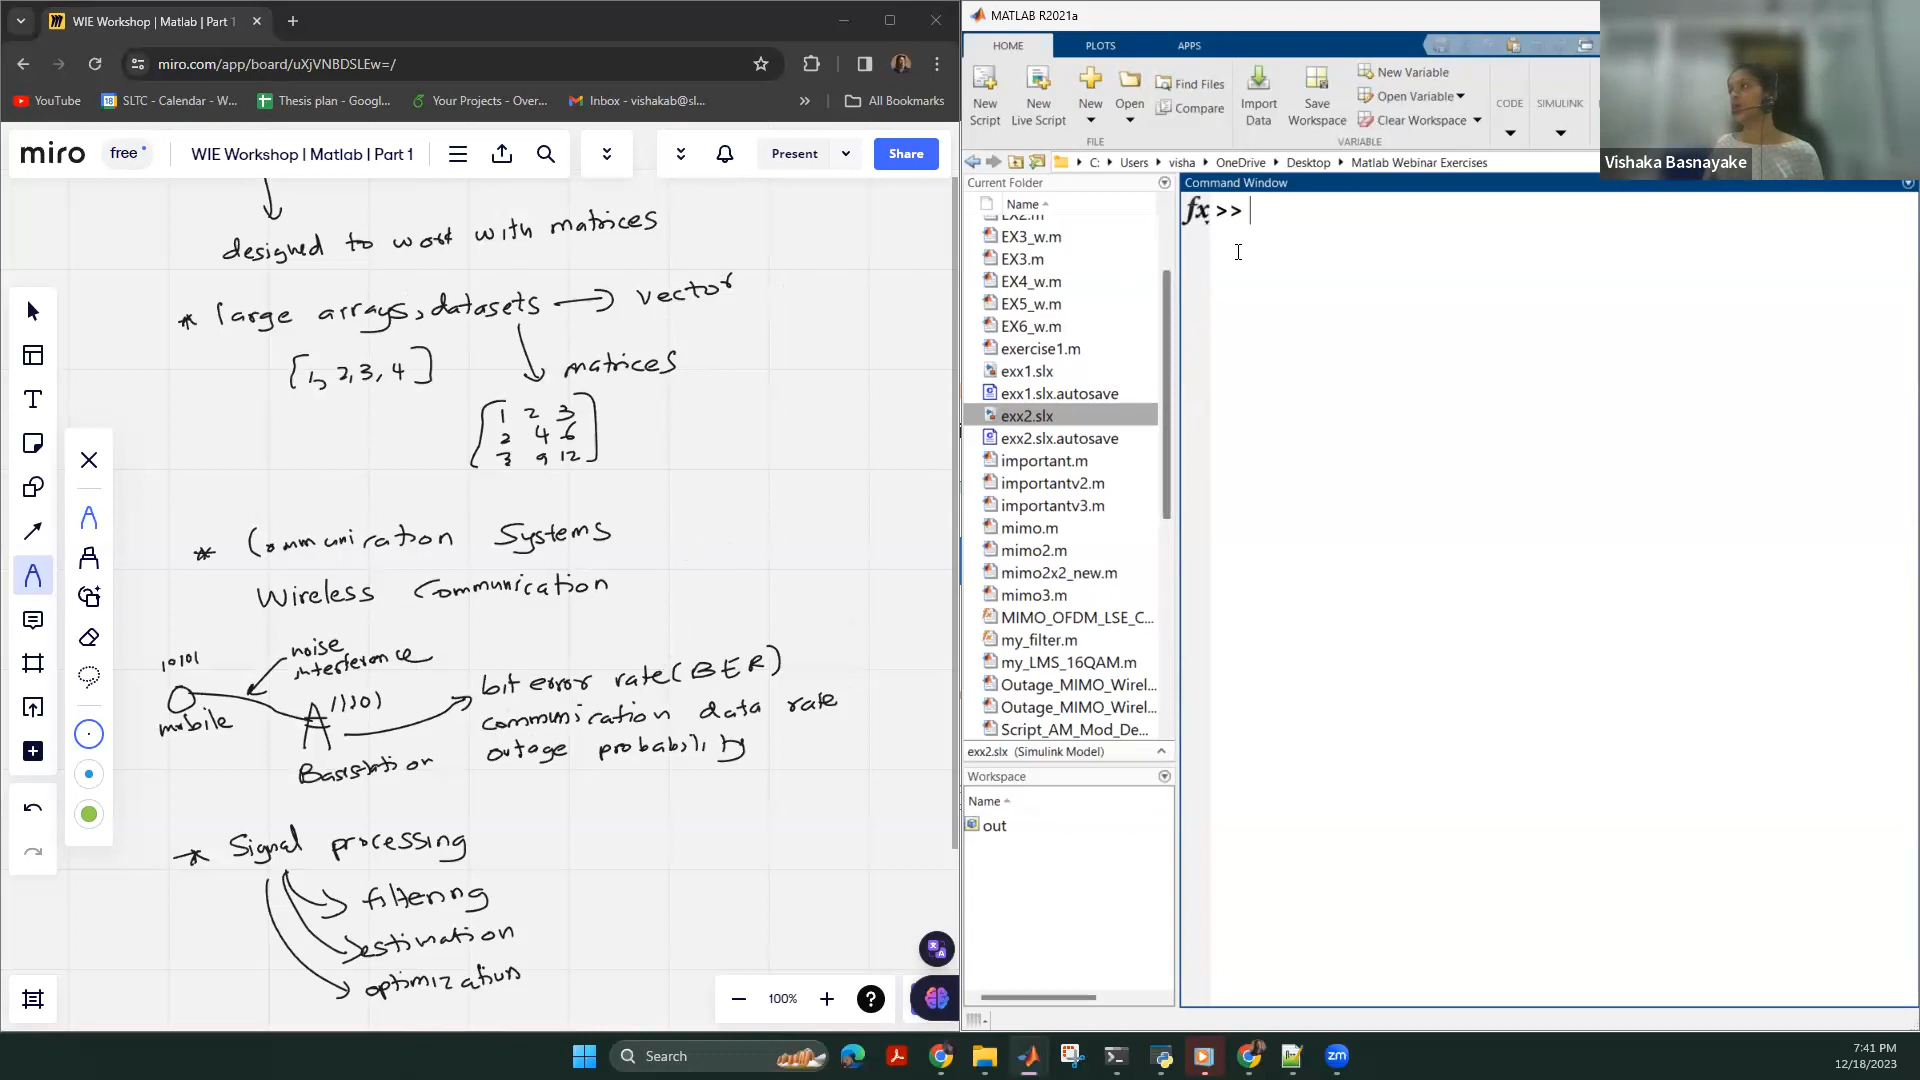 WIE Workshop | Matlab | Part 1
miro.com/app/board/uXjVNBDSLEw=/
YouTube
SLTC - Calendar - W...
Thesis plan - Googl...
Your Projects - Over...
Inbox - vishakab@sl...
All Bookmarks
miro
free
WIE Workshop | Matlab | Part 1
Present
Share
designed to work with matrices
* large arrays, datasets → vector
[1, 2, 3, 4]
matrices
1 2 3
2 4 6
3 9 12
* Communication Systems
Wireless Communication
noise
interference
10101
mobile
11101
Basestation
bit error rate (BER)
communication data rate
outage probability
* Signal processing
filtering
estimation
optimization
100%
MATLAB R2021a
HOME
PLOTS
APPS
New Script
New Live Script
New
Open
Find Files
Compare
Import Data
Save Workspace
New Variable
Open Variable
Clear Workspace
CODE
SIMULINK
FILE
VARIABLE
Vishaka Basnayake
C: Users visha OneDrive Desktop Matlab Webinar Exercises
Current Folder
Name
EX2.m
EX3_w.m
EX3.m
EX4_w.m
EX5_w.m
EX6_w.m
exercise1.m
exx1.slx
exx1.slx.autosave
exx2.slx
exx2.slx.autosave
important.m
importantv2.m
importantv3.m
mimo.m
mimo2.m
mimo2x2_new.m
mimo3.m
MIMO_OFDM_LSE_C...
my_filter.m
my_LMS_16QAM.m
Outage_MIMO_Wirel...
Outage_MIMO_Wirel...
Script_AM_Mod_De...
exx2.slx (Simulink Model)
Workspace
Name
out
Command Window
fx >>
Search
7:41 PM
12/18/2023